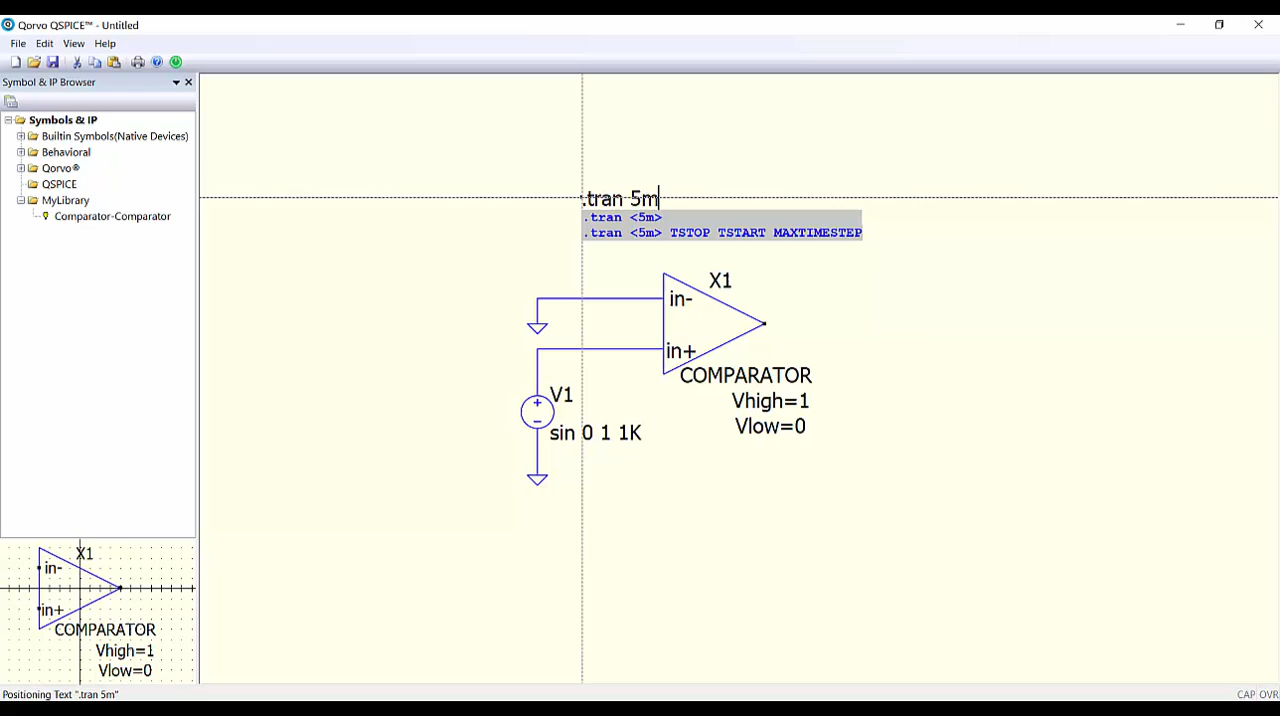 Qorvo QSPICE™ - Untitled
File Edit View Help
Symbol & IP Browser
Symbols & IP
Builtin Symbols(Native Devices)
Behavioral
Qorvo®
QSPICE
MyLibrary
Comparator-Comparator
.tran 5m
.tran <5m>
.tran <5m> TSTOP TSTART MAXTIMESTEP
X1
in-
in+
COMPARATOR
Vhigh=1
Vlow=0
V1
+
−
sin 0 1 1K
X1
in-
in+
COMPARATOR
Vhigh=1
Vlow=0
Positioning Text ".tran 5m"
CAP OVR